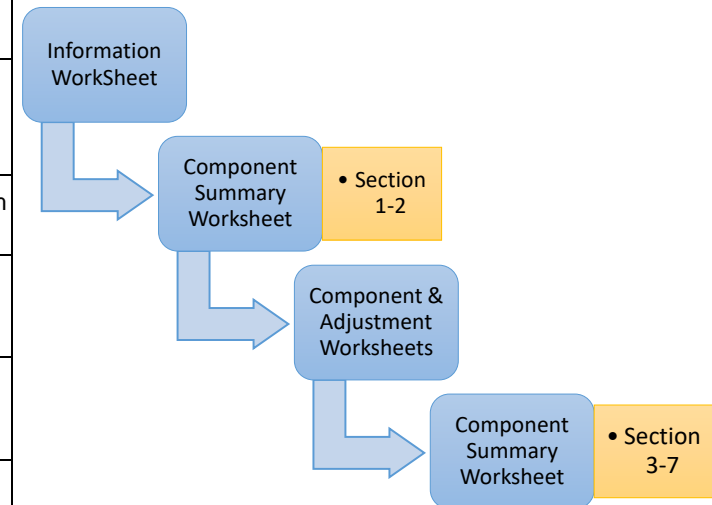 Information
WorkSheet
Component
Summary
Worksheet
• Section
1-2
n
Component &
Adjustment
Worksheets
Component
Summary
Worksheet
• Section
3-7